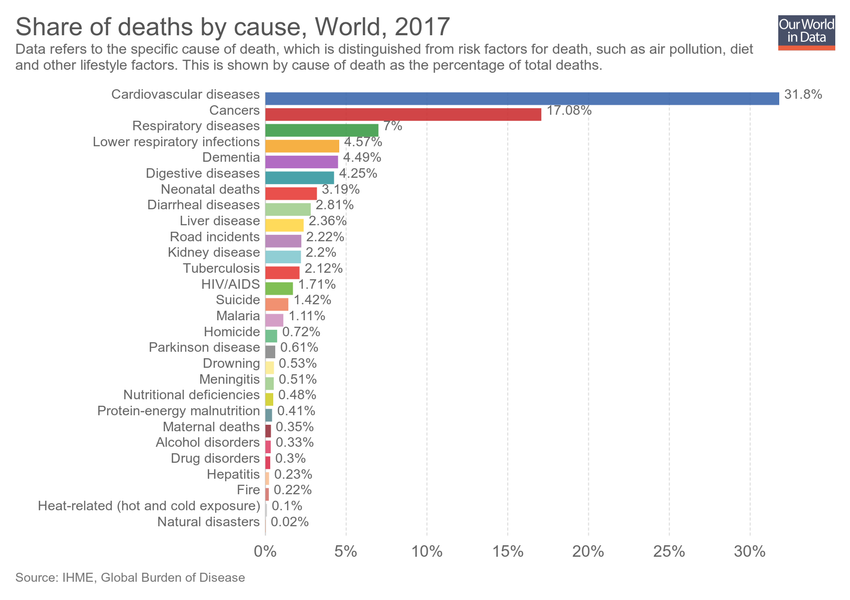 Share of deaths by cause, World, 2017
Our World
in Data
Data refers to the specific cause of death, which is distinguished from risk factors for death, such as air pollution, diet
and other lifestyle factors. This is shown by cause of death as the percentage of total deaths.
Cardiovascular diseases 31.8%
Cancers 17.08%
Respiratory diseases 7%
Lower respiratory infections 4.57%
Dementia 4.49%
Digestive diseases 4.25%
Neonatal deaths 3.19%
Diarrheal diseases 2.81%
Liver disease 2.36%
Road incidents 2.22%
Kidney disease 2.2%
Tuberculosis 2.12%
HIV/AIDS 1.71%
Suicide 1.42%
Malaria 1.11%
Homicide 0.72%
Parkinson disease 0.61%
Drowning 0.53%
Meningitis 0.51%
Nutritional deficiencies 0.48%
Protein-energy malnutrition 0.41%
Maternal deaths 0.35%
Alcohol disorders 0.33%
Drug disorders 0.3%
Hepatitis 0.23%
Fire 0.22%
Heat-related (hot and cold exposure) 0.1%
Natural disasters 0.02%
0% 5% 10% 15% 20% 25% 30%
Source: IHME, Global Burden of Disease